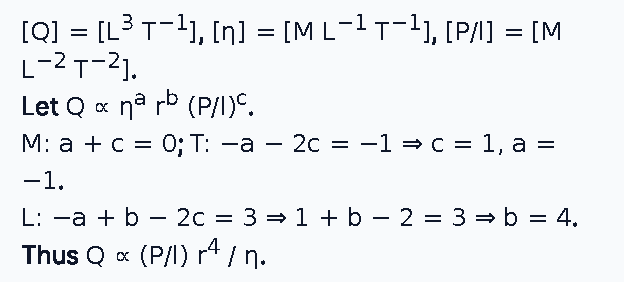 [Q] = [L³ T⁻¹], [η] = [M L⁻¹ T⁻¹], [P/l] = [M
L⁻² T⁻²].
Let Q ∝ ηᵃ rᵇ (P/l)ᶜ.
M: a + c = 0; T: −a − 2c = −1 ⇒ c = 1, a =
−1.
L: −a + b − 2c = 3 ⇒ 1 + b − 2 = 3 ⇒ b = 4.
Thus Q ∝ (P/l) r⁴ / η.